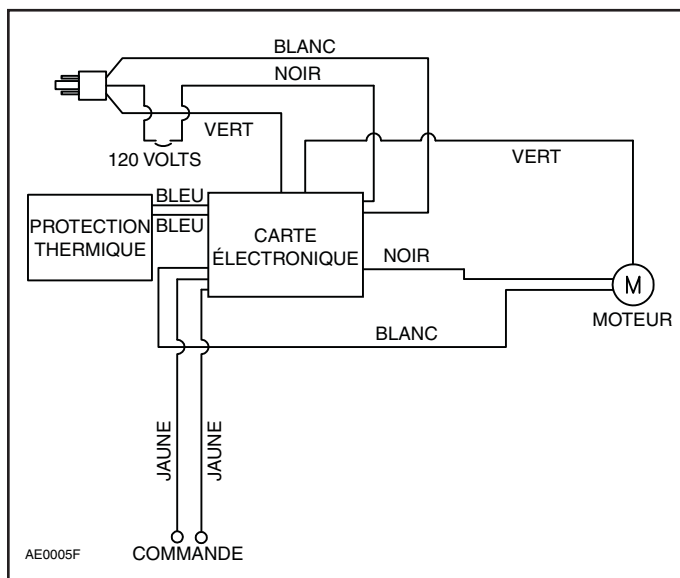 BLANC
NOIR
VERT
120 VOLTS
VERT
BLEU
BLEU
PROTECTION
THERMIQUE
CARTE
ÉLECTRONIQUE
NOIR
M
MOTEUR
BLANC
JAUNE
JAUNE
COMMANDE
AE0005F